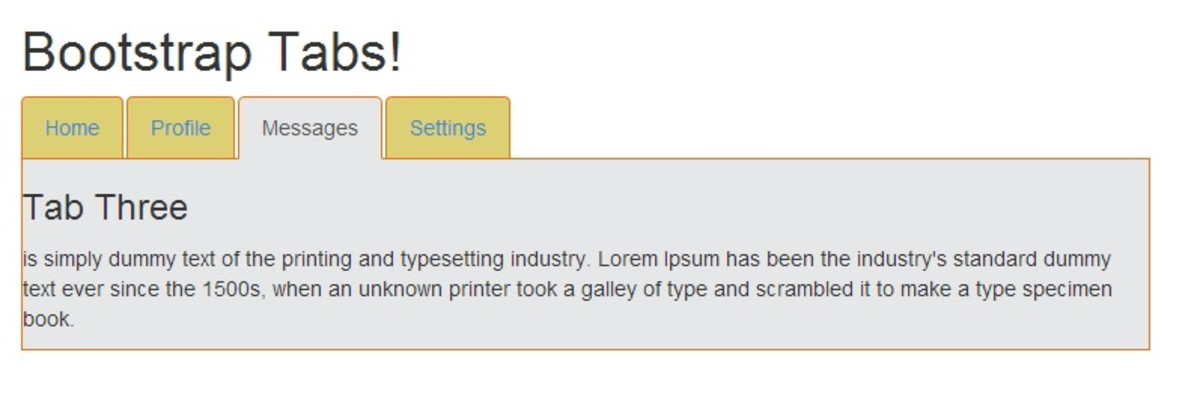 Bootstrap Tabs!
Home Profile Messages Settings
Tab Three
is simply dummy text of the printing and typesetting industry. Lorem Ipsum has been the industry's standard dummy
text ever since the 1500s, when an unknown printer took a galley of type and scrambled it to make a type specimen
book.